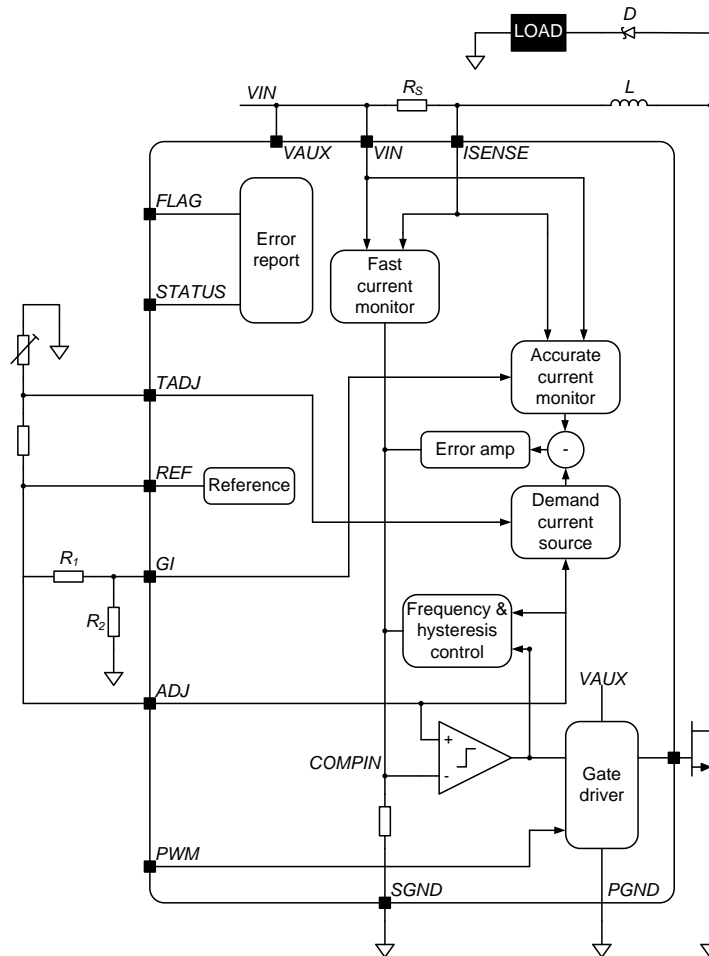 LOAD
D
VIN
RS
L
VAUX
VIN
ISENSE
FLAG
Error
report
Fast
current
monitor
STATUS
Accurate
current
monitor
TADJ
Error amp
-
REF
Reference
Demand
current
source
R1
GI
R2
Frequency &
hysteresis
control
ADJ
VAUX
+
COMPIN
-
Gate
driver
PWM
SGND
PGND